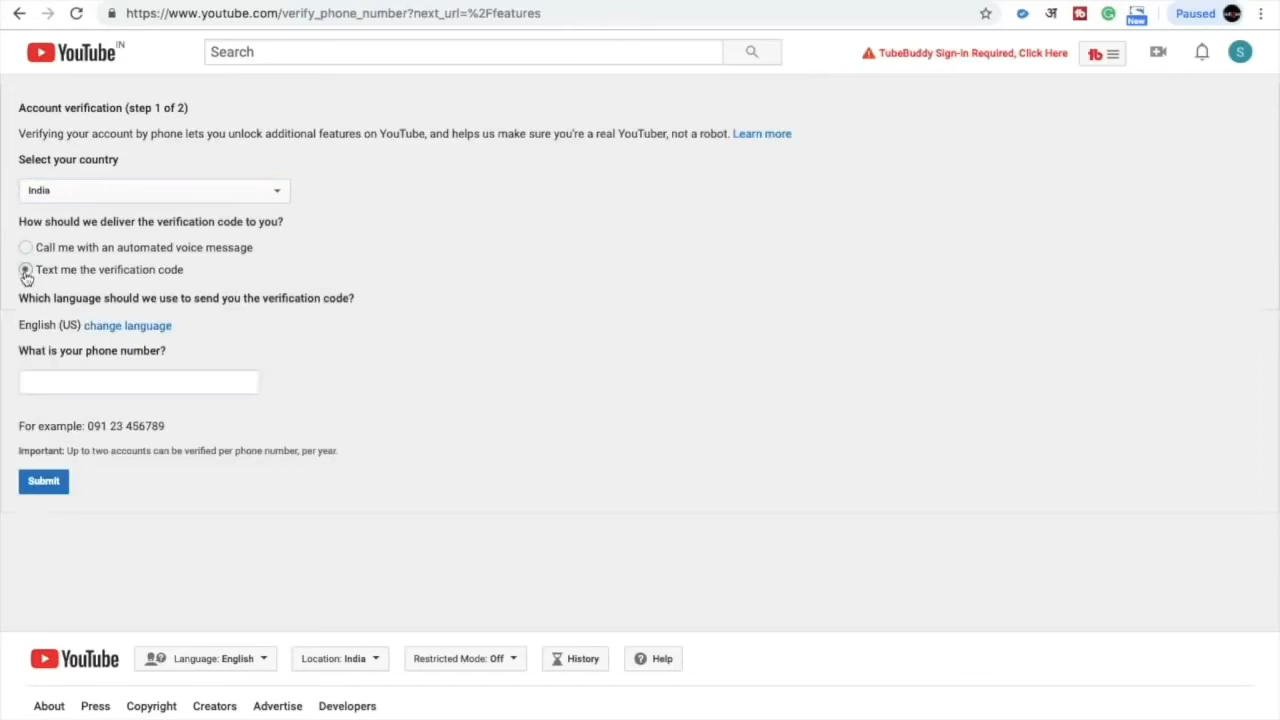 https://www.youtube.com/verify_phone_number?next_url=%2Ffeatures
अ
tb
G
New
Paused
YouTube IN
Search
TubeBuddy Sign-in Required, Click Here
tb
S
Account verification (step 1 of 2)
Verifying your account by phone lets you unlock additional features on YouTube, and helps us make sure you're a real YouTuber, not a robot. Learn more
Select your country
India
How should we deliver the verification code to you?
Call me with an automated voice message
Text me the verification code
Which language should we use to send you the verification code?
English (US) change language
What is your phone number?
For example: 091 23 456789
Important: Up to two accounts can be verified per phone number, per year.
Submit
YouTube
Language: English
Location: India
Restricted Mode: Off
History
Help
About Press Copyright Creators Advertise Developers